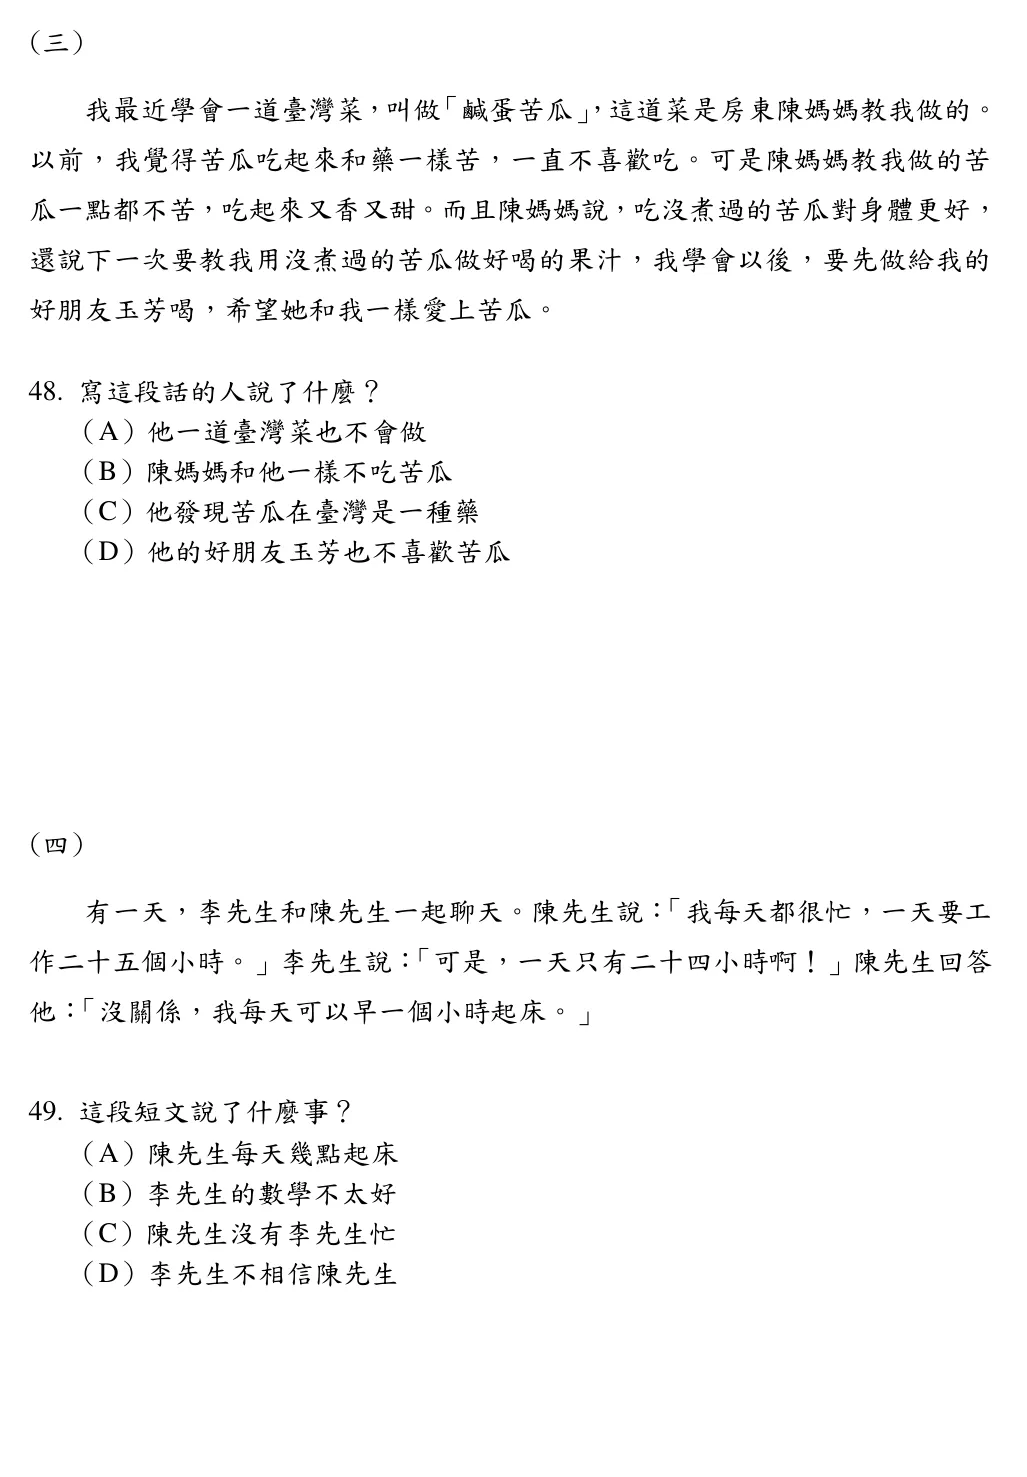 （三）
我最近學會一道臺灣菜，叫做「鹹蛋苦瓜」，這道菜是房東陳媽媽教我做的。
以前，我覺得苦瓜吃起來和藥一樣苦，一直不喜歡吃。可是陳媽媽教我做的苦
瓜一點都不苦，吃起來又香又甜。而且陳媽媽說，吃沒煮過的苦瓜對身體更好，
還說下一次要教我用沒煮過的苦瓜做好喝的果汁，我學會以後，要先做給我的
好朋友玉芳喝，希望她和我一樣愛上苦瓜。
48. 寫這段話的人說了什麼？
（A）他一道臺灣菜也不會做
（B）陳媽媽和他一樣不吃苦瓜
（C）他發現苦瓜在臺灣是一種藥
（D）他的好朋友玉芳也不喜歡苦瓜
（四）
有一天，李先生和陳先生一起聊天。陳先生說：「我每天都很忙，一天要工
作二十五個小時。」李先生說：「可是，一天只有二十四小時啊！」陳先生回答
他：「沒關係，我每天可以早一個小時起床。」
49. 這段短文說了什麼事？
（A）陳先生每天幾點起床
（B）李先生的數學不太好
（C）陳先生沒有李先生忙
（D）李先生不相信陳先生